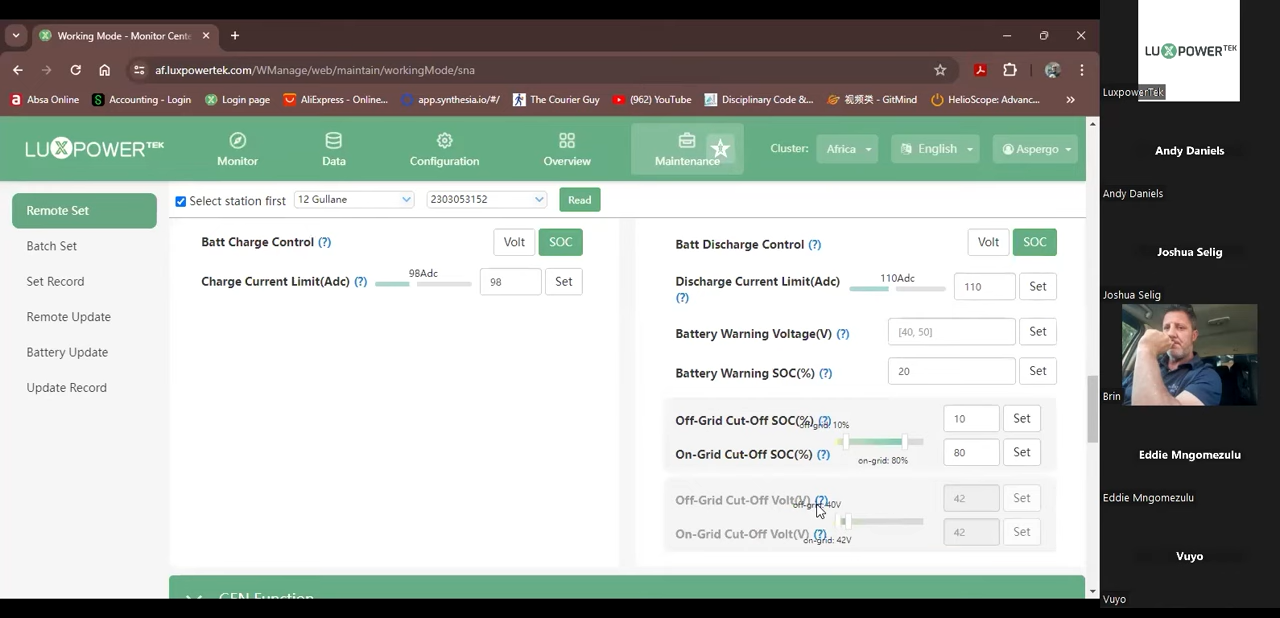 Working Mode - Monitor Cente
af.luxpowertek.com/WManage/web/maintain/workingMode/sna
Absa Online
Accounting - Login
Login page
AliExpress - Online...
app.synthesia.io/#/
The Courier Guy
(962) YouTube
Disciplinary Code &...
视频类 - GitMind
HelioScope: Advanc...
LUXPOWERTEK
Monitor
Data
Configuration
Overview
Maintenance
Cluster:
Africa
English
Aspergo
Remote Set
Batch Set
Set Record
Remote Update
Battery Update
Update Record
Select station first
12 Gullane
2303053152
Read
Batt Charge Control (?)
Volt
SOC
Charge Current Limit(Adc) (?)
98Adc
98
Set
Batt Discharge Control (?)
Volt
SOC
Discharge Current Limit(Adc)
(?)
110Adc
110
Set
Battery Warning Voltage(V) (?)
[40, 50]
Set
Battery Warning SOC(%) (?)
20
Set
Off-Grid Cut-Off SOC(%) (?)
off-grid: 10%
10
Set
On-Grid Cut-Off SOC(%) (?)
on-grid: 80%
80
Set
Off-Grid Cut-Off Volt(V) (?)
off-grid: 40V
42
Set
On-Grid Cut-Off Volt(V) (?)
on-grid: 42V
42
Set
GEN Function
LUXPOWERTEK
LuxpowerTek
Andy Daniels
Andy Daniels
Joshua Selig
Joshua Selig
Brin
Eddie Mngomezulu
Eddie Mngomezulu
Vuyo
Vuyo